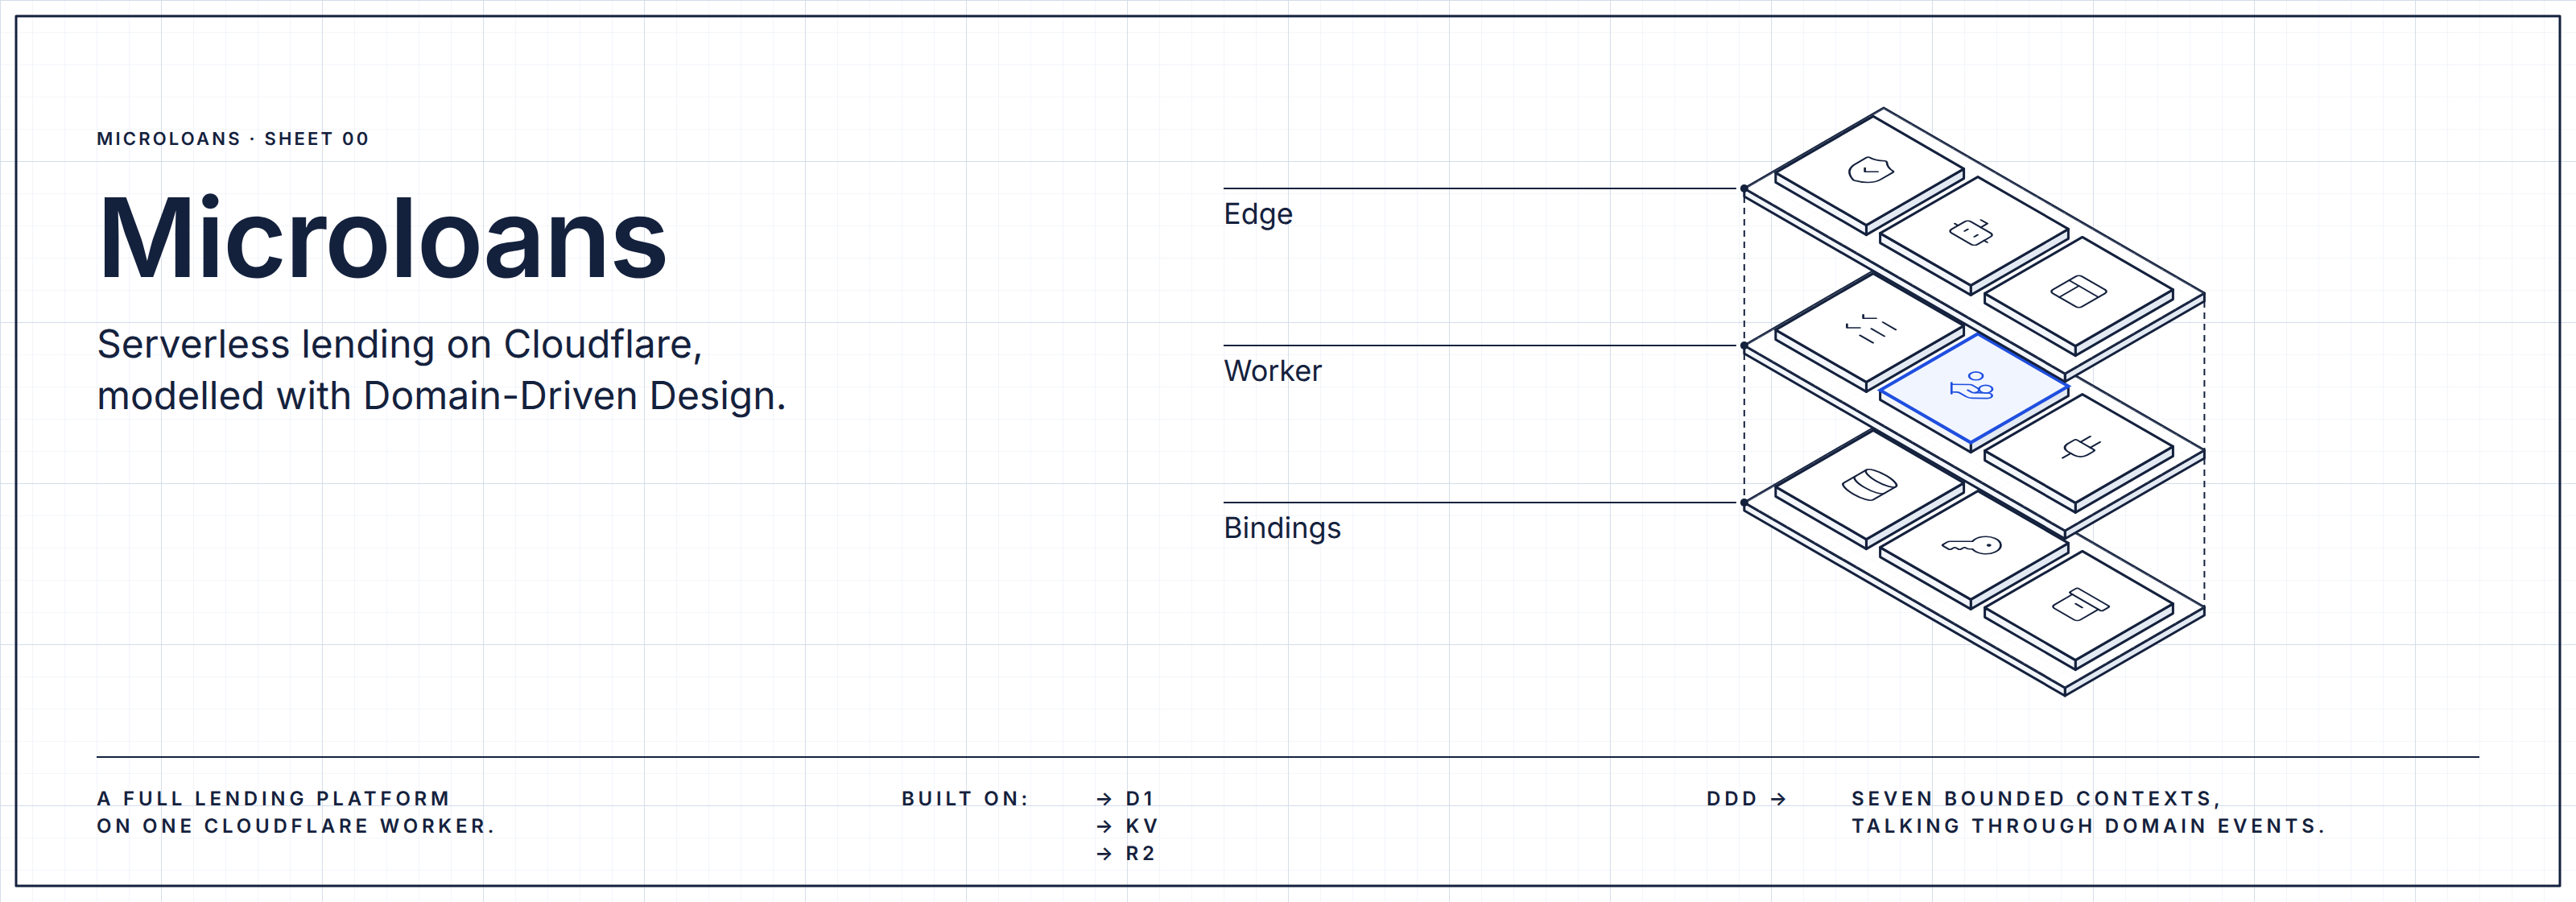 MICROLOANS · SHEET 00
Microloans
Serverless lending on Cloudflare,
modelled with Domain-Driven Design.
Edge
Worker
Bindings
A FULL LENDING PLATFORM
ON ONE CLOUDFLARE WORKER.
BUILT ON:
→ D1
→ KV
→ R2
DDD →
SEVEN BOUNDED CONTEXTS,
TALKING THROUGH DOMAIN EVENTS.